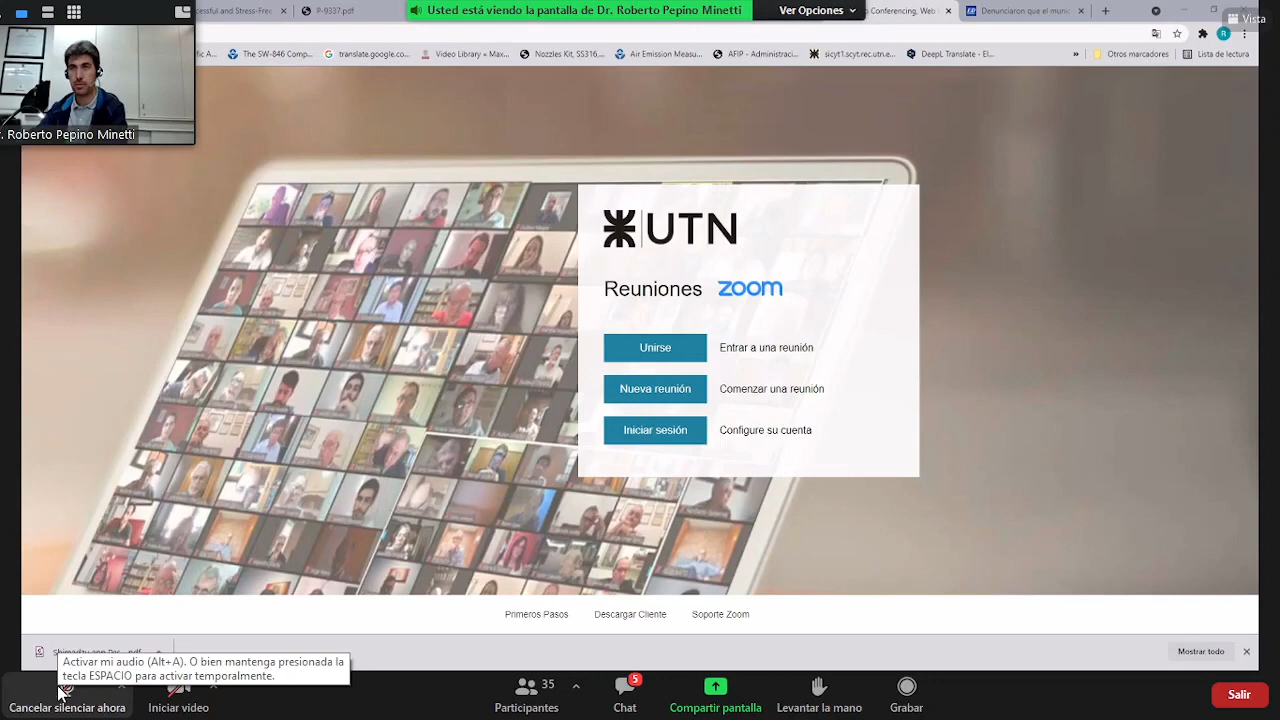 cessful and Stress-Frec
P-9337.pdf
Usted está viendo la pantalla de Dr. Roberto Pepino Minetti
Ver Opciones
Conferencing, Web
Denunciaron que el munic
Vista
The SW-846 Comp...
translate.google.co...
Video Library « Max...
Nozzles Kit, SS316...
Air Emission Measu...
AFIP - Administraci...
sicyt1.scyt.rec.utn.e...
DeepL Translate - El...
»
Otros marcadores
Lista de lectura
r. Roberto Pepino Minetti
UTN
Reuniones zoom
Unirse Entrar a una reunión
Nueva reunión Comenzar una reunión
Iniciar sesión Configure su cuenta
Primeros Pasos Descargar Cliente Soporte Zoom
Mostrar todo
Activar mi audio (Alt+A). O bien mantenga presionada la
tecla ESPACIO para activar temporalmente.
35
5
Cancelar silenciar ahora
Iniciar video
Participantes
Chat
Compartir pantalla
Levantar la mano
Grabar
Salir